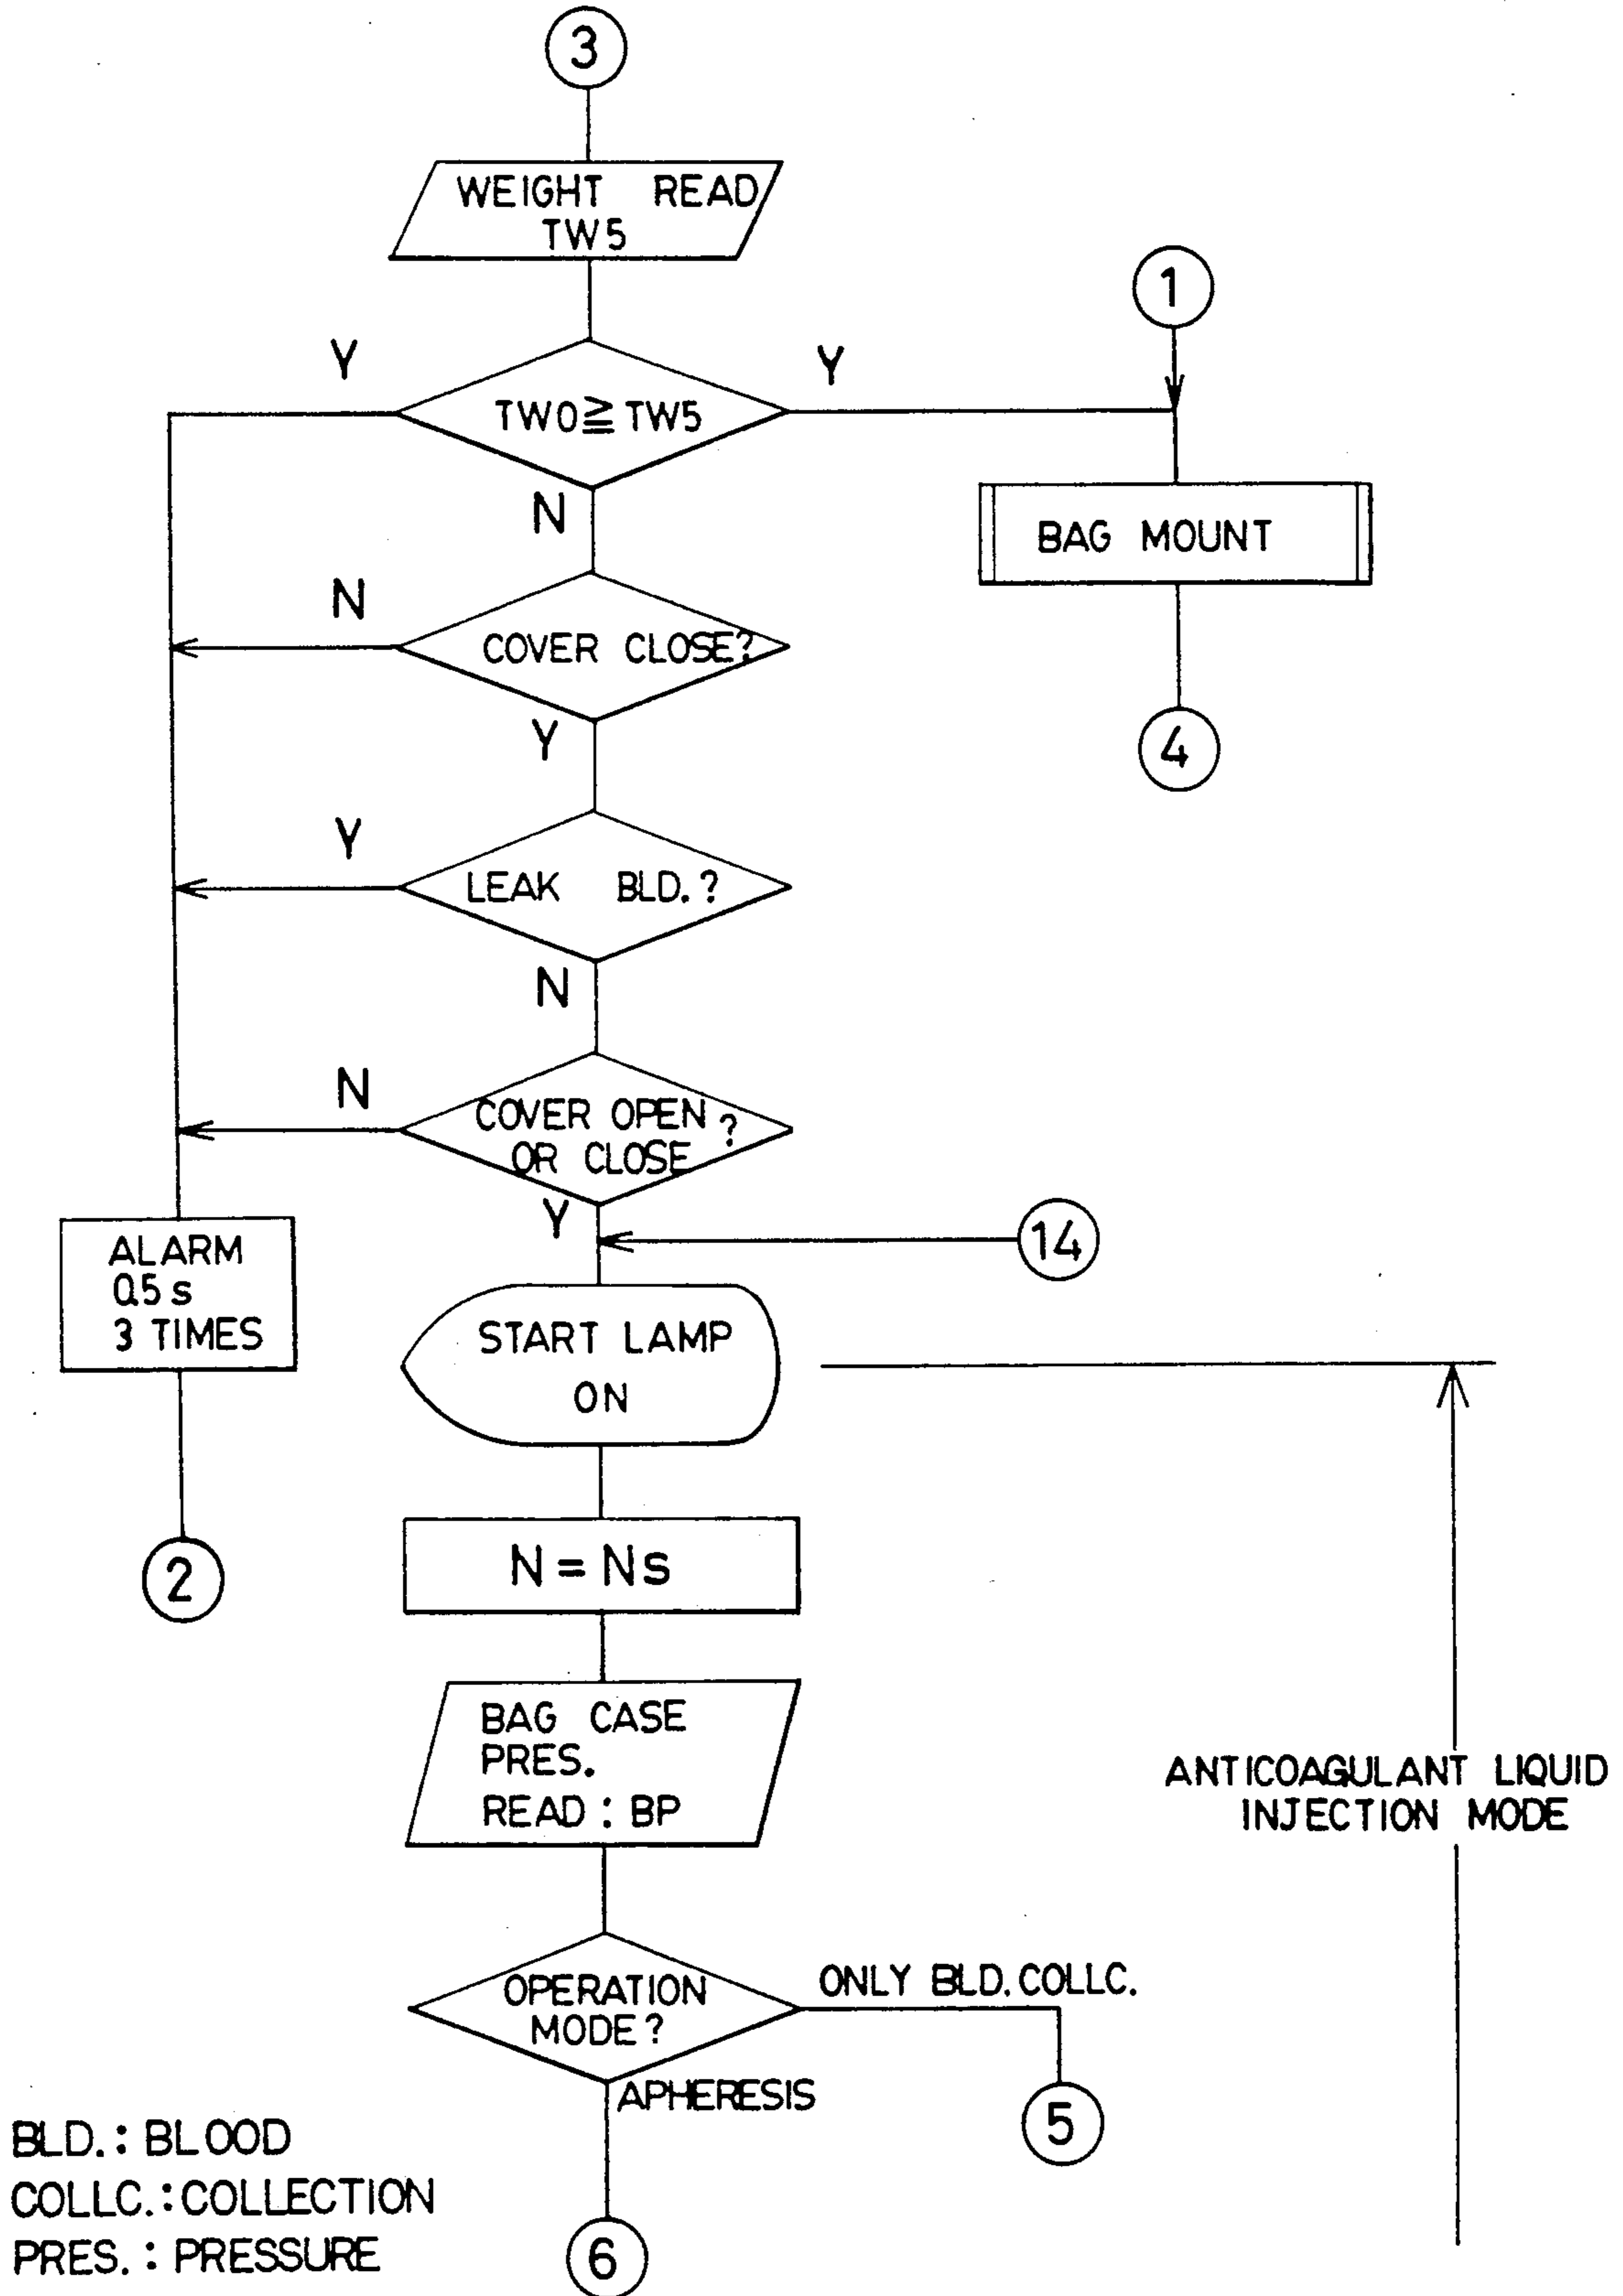 3
WEIGHT READ
TW5
1
Y
Y
TW0≧TW5
N
BAG MOUNT
N
COVER CLOSE?
Y
4
Y
LEAK BLD.?
N
N
COVER OPEN
OR CLOSE ?
Y
14
ALARM
0.5 s
3 TIMES
START LAMP
ON
2
N = Ns
BAG CASE
PRES.
READ : BP
ANTICOAGULANT LIQUID
INJECTION MODE
OPERATION
MODE?
ONLY BLD. COLLC.
APHERESIS
5
6
BLD. : BLOOD
COLLC. : COLLECTION
PRES. : PRESSURE